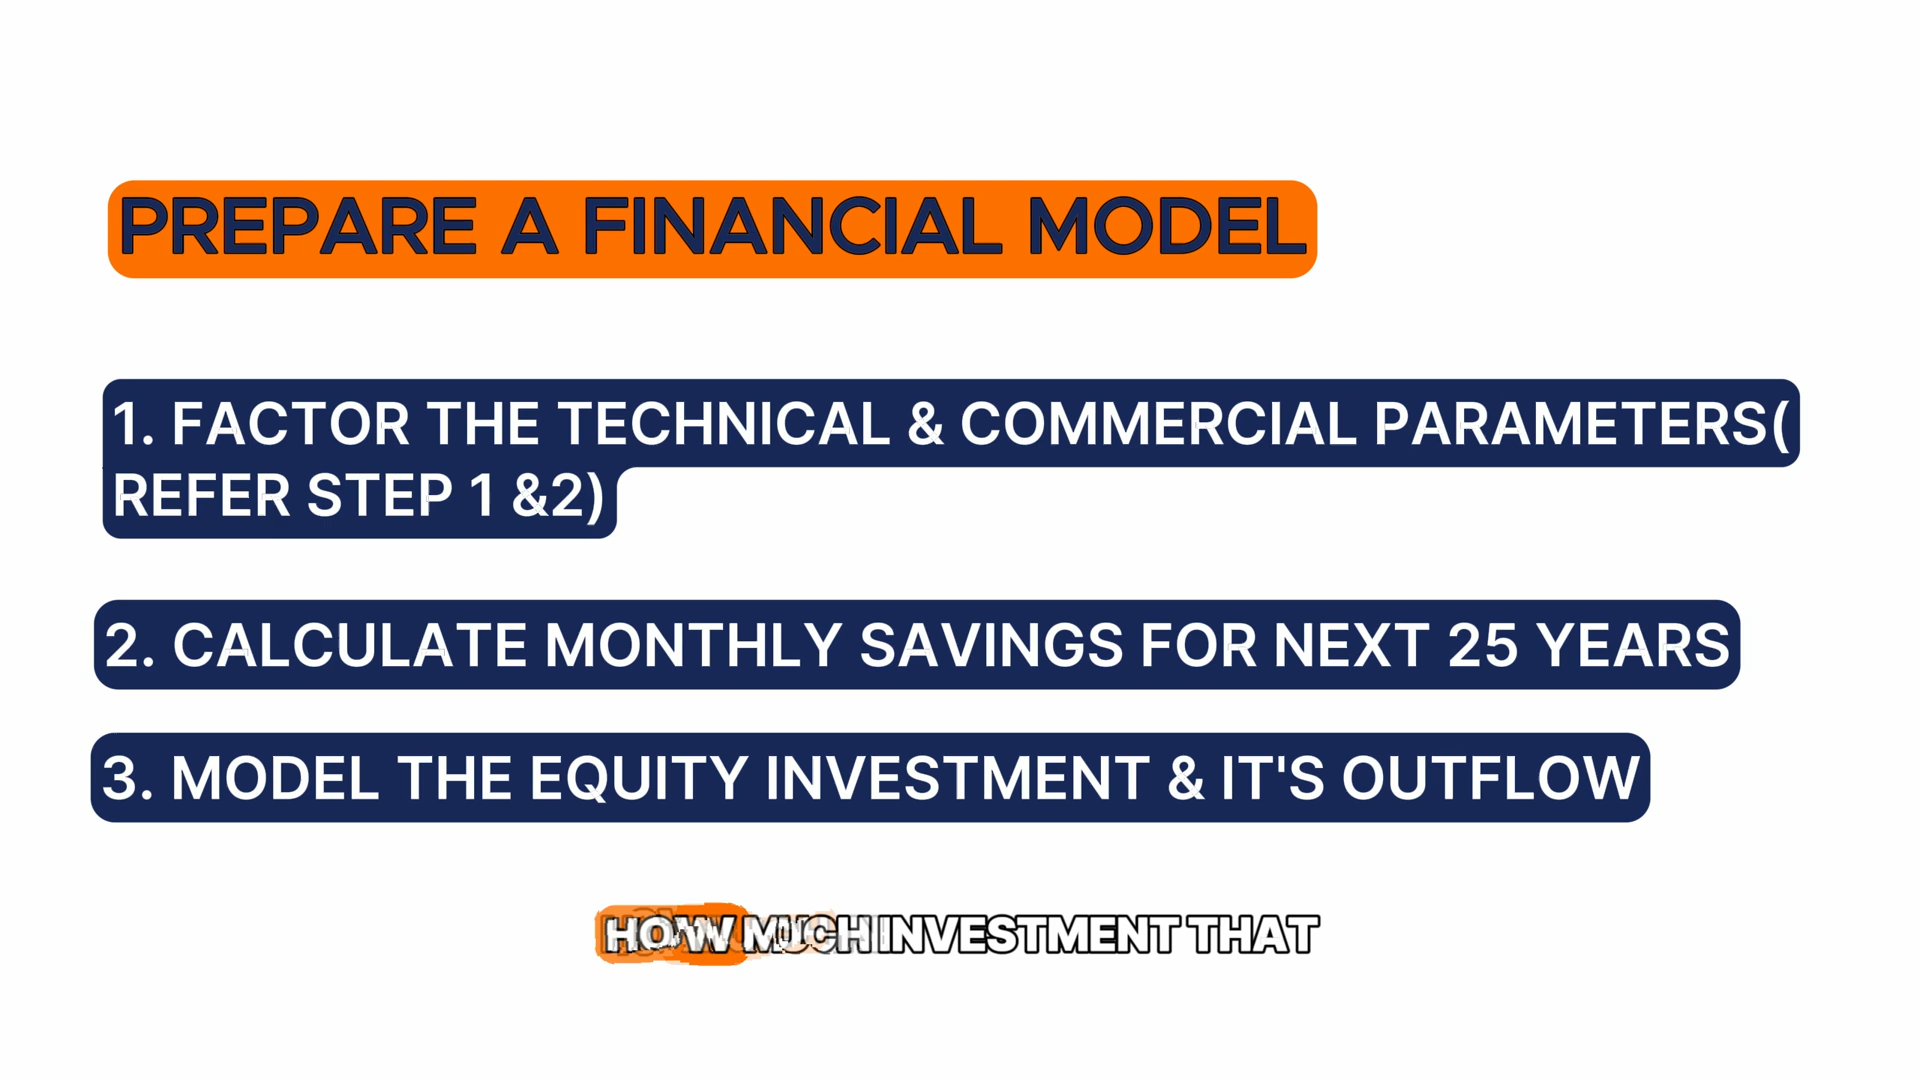 PREPARE A FINANCIAL MODEL
1. FACTOR THE TECHNICAL & COMMERCIAL PARAMETERS(
REFER STEP 1 &2)
2. CALCULATE MONTHLY SAVINGS FOR NEXT 25 YEARS
3. MODEL THE EQUITY INVESTMENT & IT'S OUTFLOW
HOW MUCH INVESTMENT THAT